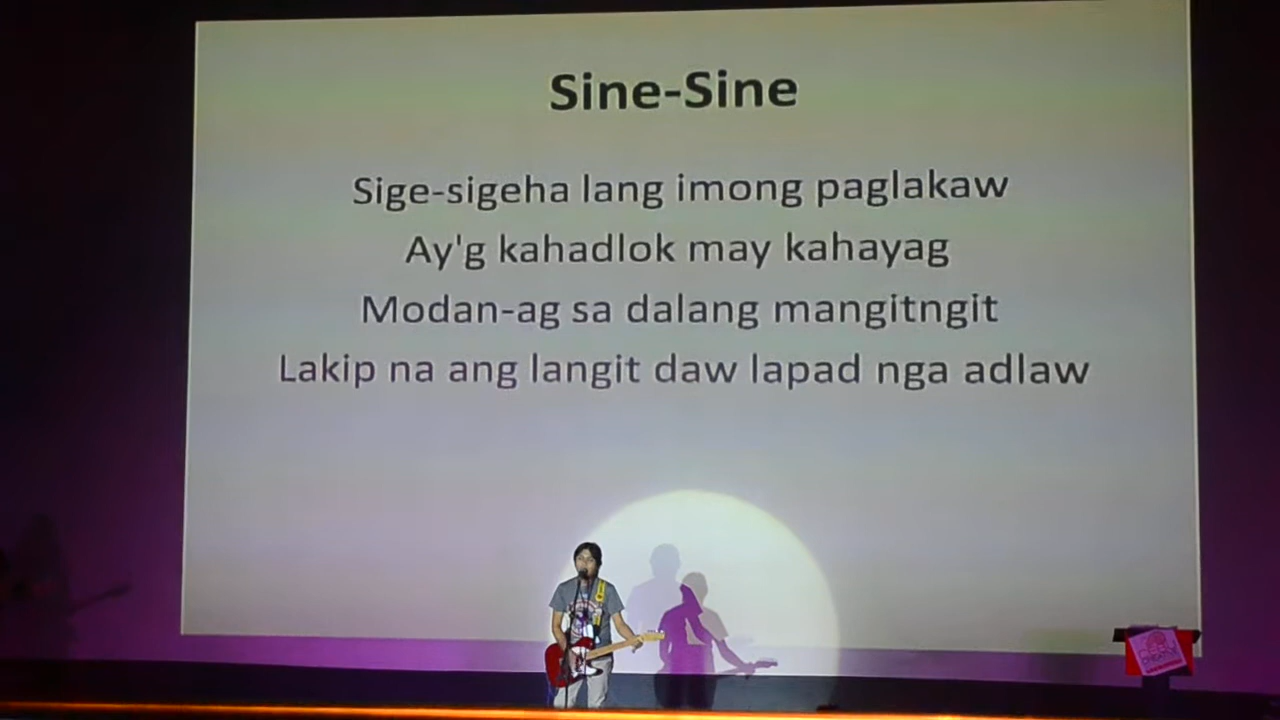 Sine-Sine
Sige-sigeha lang imong paglakaw
Ay'g kahadlok may kahayag
Modan-ag sa dalang mangitngit
Lakip na ang langit daw lapad nga adlaw